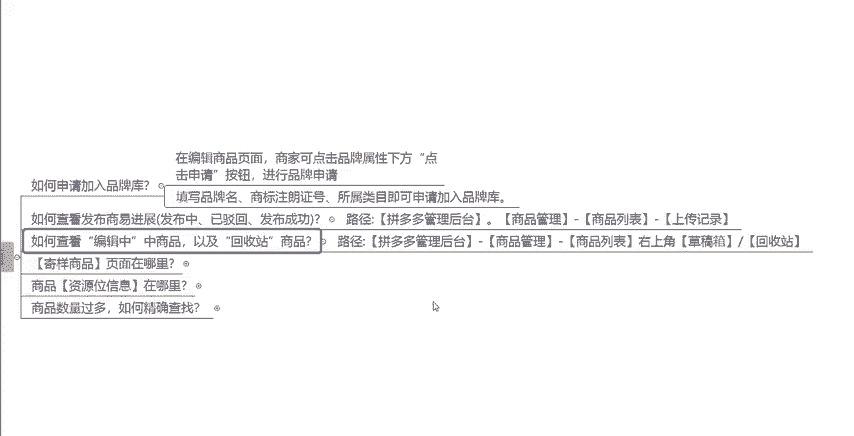 在编辑商品页面，商家可点击品牌属性下方“点
击申请”按钮，进行品牌申请
如何申请加入品牌库？
填写品牌名、商标注朗证号、所属类目即可申请加入品牌库。
如何查看发布商易进展(发布中、已驳回、发布成功)？
路径:【拼多多管理后台】。【商品管理】-【商品列表】-【上传记录】
如何查看“编辑中”中商品，以及“回收站”商品？
路径:【拼多多管理后台】-【商品管理】-【商品列表】右上角【草稿箱】/【回收站】
【寄样商品】页面在哪里？
商品【资源位信息】在哪里？
商品数量过多，如何精确查找？